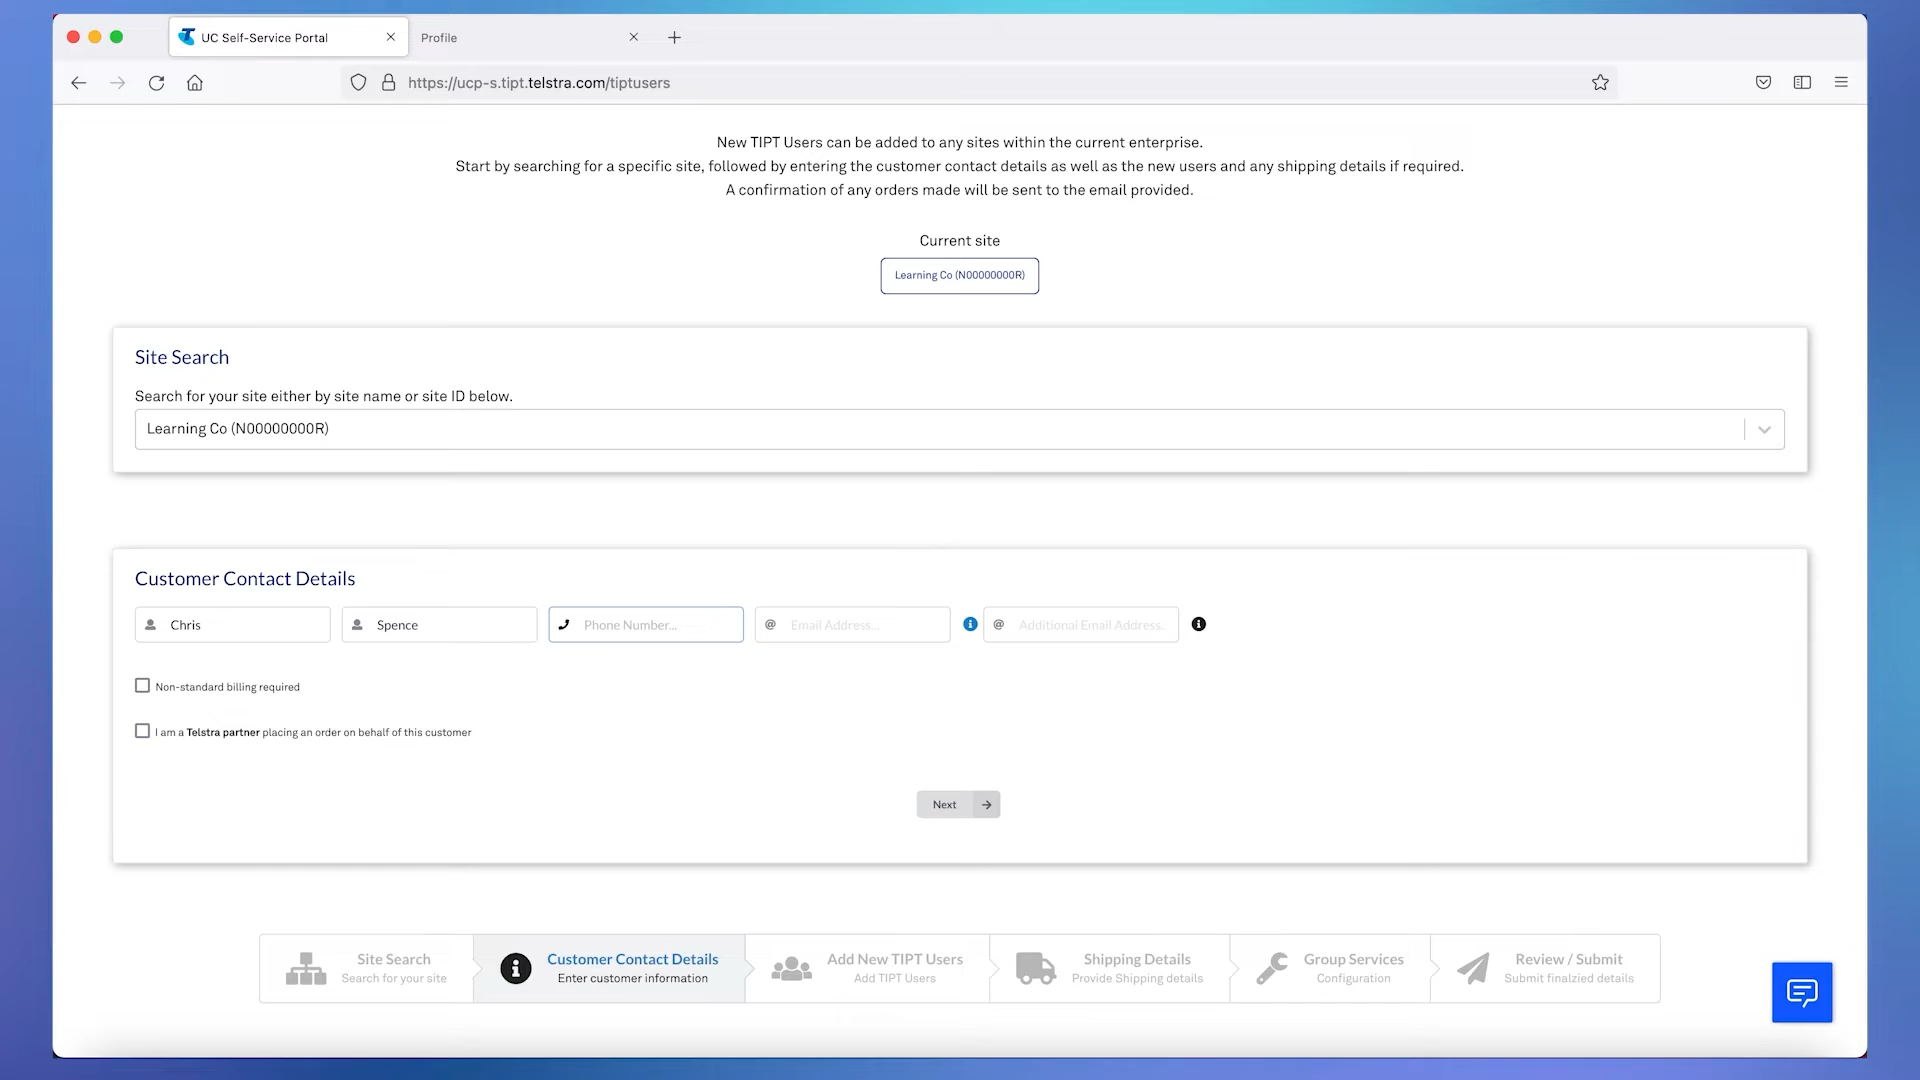 UC Self-Service Portal
Profile
https://ucp-s.tipt.telstra.com/tiptusers
New TIPT Users can be added to any sites within the current enterprise.
Start by searching for a specific site, followed by entering the customer contact details as well as the new users and any shipping details if required.
A confirmation of any orders made will be sent to the email provided.
Current site
Learning Co (N00000000R)
Site Search
Search for your site either by site name or site ID below.
Learning Co (N00000000R)
Customer Contact Details
Chris Spence Phone Number... @ Email Address... @ Additional Email Address.
Non-standard billing required
I am a Telstra partner placing an order on behalf of this customer
Next
Site Search
Search for your site
Customer Contact Details
Enter customer information
Add New TIPT Users
Add TIPT Users
Shipping Details
Provide Shipping details
Group Services
Configuration
Review / Submit
Submit finalzied details